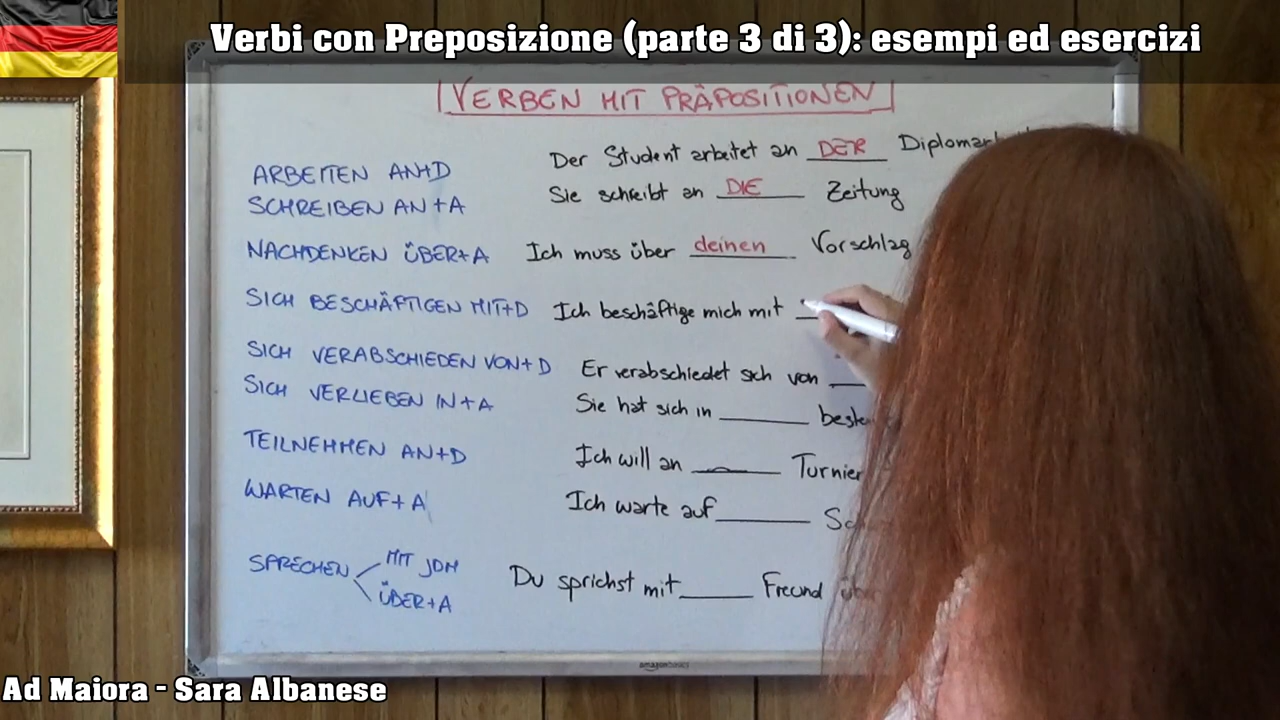 Verbi con Preposizione (parte 3 di 3): esempi ed esercizi
VERBEN MIT PRÄPOSITIONEN
ARBEITEN AN+D Der Student arbeitet an DER
SCHREIBEN AN+A Sie schreibt an DIE Zeitung
NACHDENKEN ÜBER+A Ich muss über deinen Vorschlag
SICH BESCHÄFTIGEN MIT+D Ich beschäftige mich mit
SICH VERABSCHIEDEN VON+D Er verabschiedet sich von
SICH VERLIEBEN IN+A Sie hat sich in
TEILNEHMEN AN+D Ich will an Turnier
WARTEN AUF+A Ich warte auf
SPRECHEN MIT JDM
ÜBER+A Du sprichst mit Freund
amazonbasics
Ad Maiora - Sara Albanese